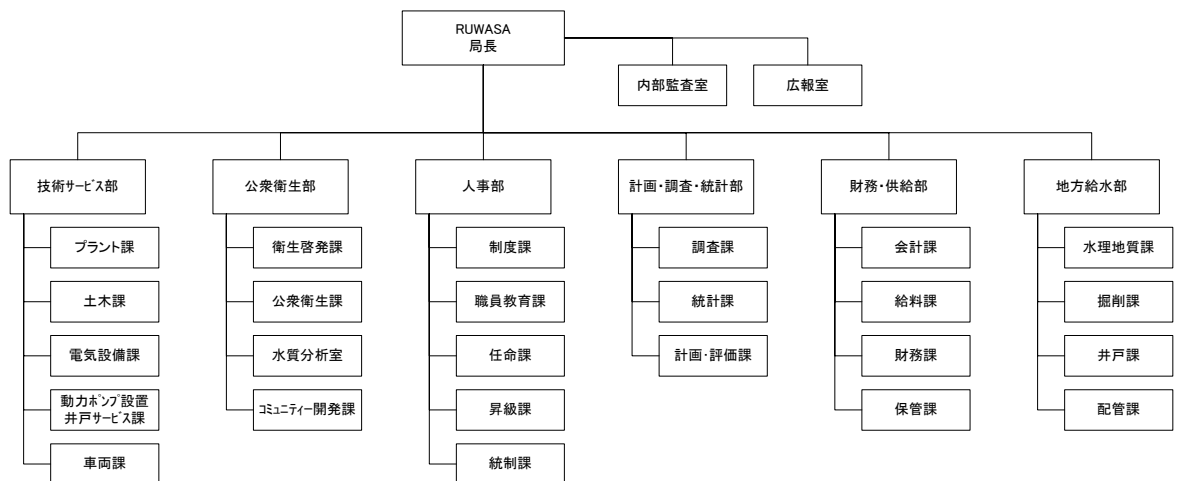 RUWASA
局長
内部監査室
広報室
技術サービス部
公衆衛生部
人事部
計画・調査・統計部
財務・供給部
地方給水部
プラント課
衛生啓発課
制度課
調査課
会計課
水理地質課
土木課
公衆衛生課
職員教育課
統計課
給料課
掘削課
電気設備課
水質分析室
任命課
計画・評価課
財務課
井戸課
動力ポンプ設置
井戸サービス課
コミュニティー開発課
昇級課
保管課
配管課
車両課
統制課